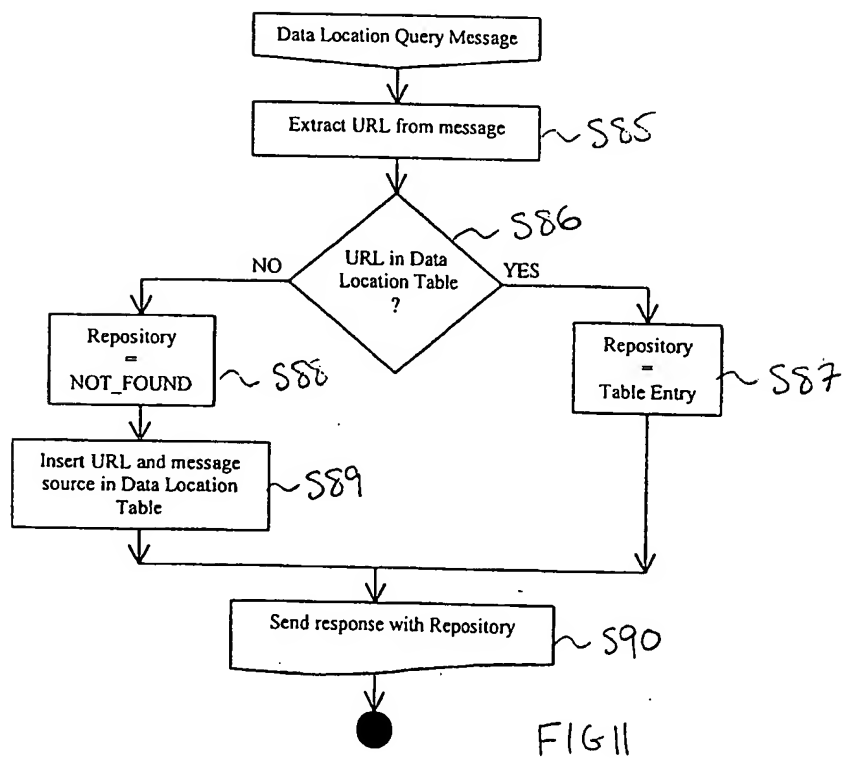 Data Location Query Message
Extract URL from message
S85
S86
URL in Data
Location Table
?
NO
YES
Repository
=
NOT_FOUND
S88
Repository
=
Table Entry
S87
Insert URL and message
source in Data Location
Table
S89
Send response with Repository
S90
FIG11